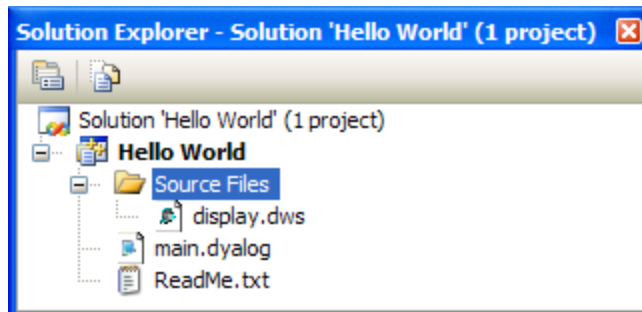 Solution Explorer - Solution 'Hello World' (1 project)
Solution 'Hello World' (1 project)
Hello World
Source Files
display.dws
main.dyalog
ReadMe.txt